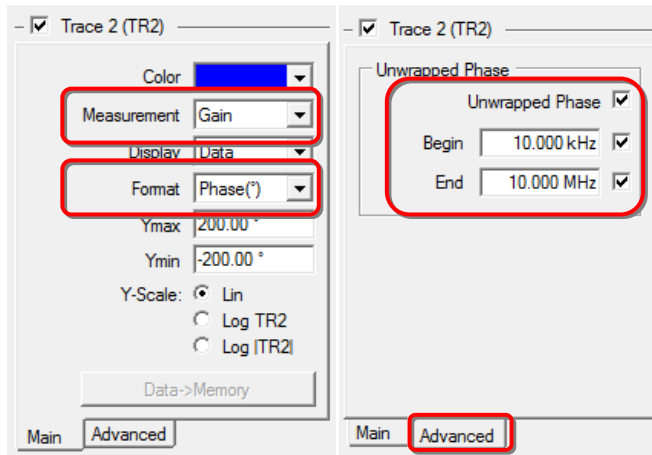 Trace 2 (TR2)
Color
Measurement Gain
Display Data
Format Phase(°)
Ymax 200.00 °
Ymin -200.00 °
Y-Scale: Lin
Log TR2
Log |TR2|
Data->Memory
Main Advanced
Trace 2 (TR2)
Unwrapped Phase
Unwrapped Phase
Begin 10.000 kHz
End 10.000 MHz
Main Advanced